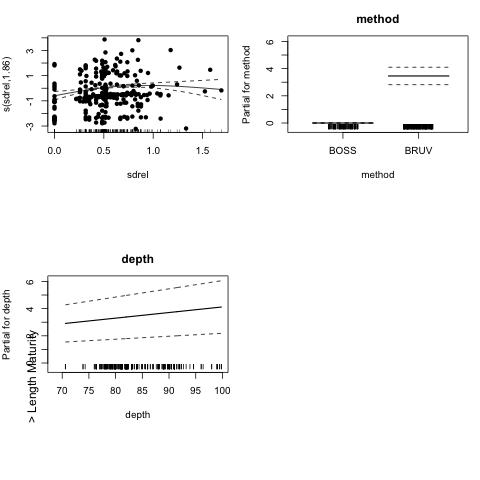 s(sdrel,1.86)
3
1
-1
-3
0.0 0.5 1.0 1.5
sdrel
method
Partial for method
6
4
2
0
BOSS BRUV
method
depth
Partial for depth
> Length Maturity
6
4
2
0
70 75 80 85 90 95 100
depth